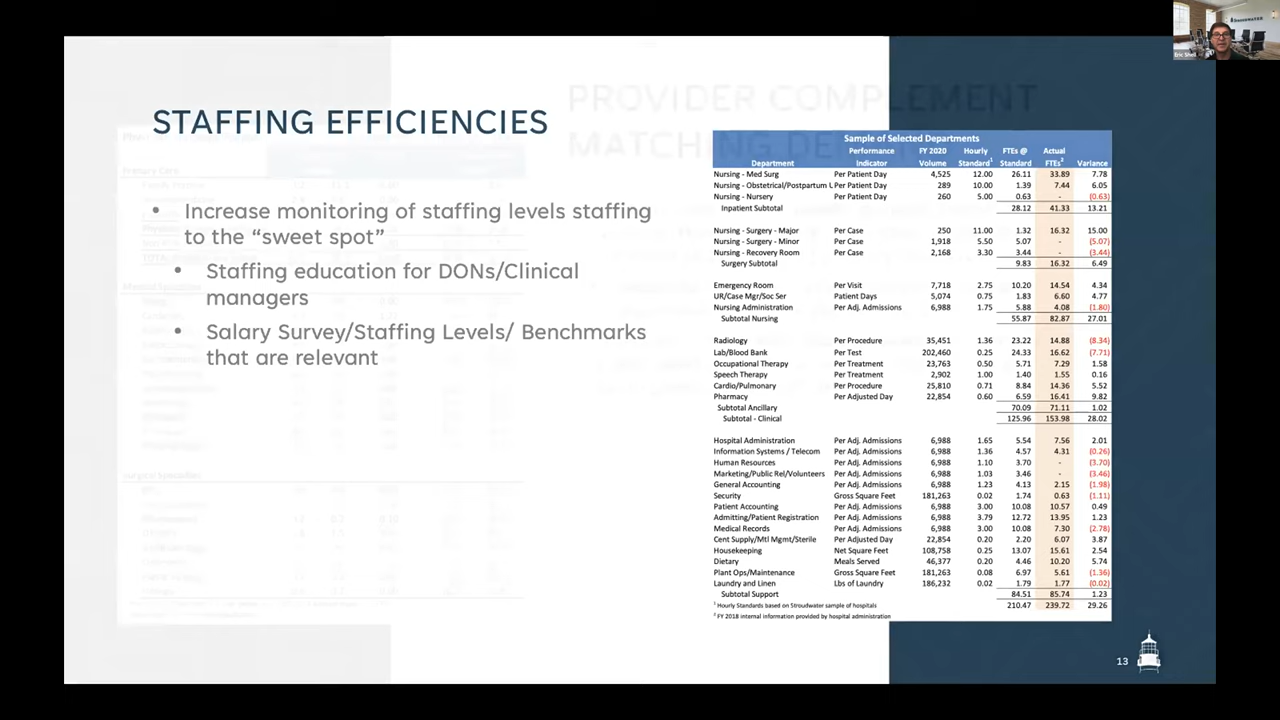 STAFFING EFFICIENCIES
PROVIDER COMPLEMENT
• Increase monitoring of staffing levels staffing
to the “sweet spot”
• Staffing education for DONs/Clinical
managers
• Salary Survey/Staffing Levels/ Benchmarks
that are relevant
Sample of Selected Departments
Performance FY 2020 Hourly FTEs @ Actual
Department Indicator Volume Standard¹ Standard FTEs² Variance
Nursing - Med Surg Per Patient Day 4,525 12.00 26.11 33.89 7.78
Nursing - Obstetrical/Postpartum U Per Patient Day 289 10.00 1.39 7.44 6.05
Nursing - Nursery Per Patient Day 260 5.00 0.63 - (0.63)
Inpatient Subtotal 28.12 41.33 13.21
Nursing - Surgery - Major Per Case 250 11.00 1.32 16.32 15.00
Nursing - Surgery - Minor Per Case 1,918 5.50 5.07 - (5.07)
Nursing - Recovery Room Per Case 2,168 3.30 3.44 - (3.44)
Surgery Subtotal 9.83 16.32 6.49
Emergency Room Per Visit 7,718 2.75 10.20 14.54 4.34
UR/Case Mgr/Soc Ser Patient Days 5,074 0.75 1.83 6.60 4.77
Nursing Administration Per Adj. Admissions 6,988 1.75 5.88 4.08 (1.80)
Subtotal Nursing 55.87 82.87 27.01
Radiology Per Procedure 35,451 1.36 23.22 14.88 (8.34)
Lab/Blood Bank Per Test 202,460 0.25 24.33 16.62 (7.71)
Occupational Therapy Per Treatment 23,763 0.50 5.71 7.29 1.58
Speech Therapy Per Treatment 2,902 1.00 1.40 1.55 0.16
Cardio/Pulmonary Per Procedure 25,810 0.71 8.84 14.36 5.52
Pharmacy Per Adjusted Day 22,854 0.60 6.59 16.41 9.82
Subtotal Ancillary 70.09 71.11 1.02
Subtotal - Clinical 125.96 153.98 28.02
Hospital Administration Per Adj. Admissions 6,988 1.65 5.54 7.56 2.01
Information Systems / Telecom Per Adj. Admissions 6,988 1.36 4.57 4.31 (0.26)
Human Resources Per Adj. Admissions 6,988 1.10 3.70 - (3.70)
Marketing/Public Rel/Volunteers Per Adj. Admissions 6,988 1.03 3.46 - (3.46)
General Accounting Per Adj. Admissions 6,988 1.23 4.13 2.15 (1.98)
Security Gross Square Feet 181,263 0.02 1.74 0.63 (1.11)
Patient Accounting Per Adj. Admissions 6,988 3.00 10.08 10.57 0.49
Admitting/Patient Registration Per Adj. Admissions 6,988 3.79 12.72 13.95 1.23
Medical Records Per Adj. Admissions 6,988 3.00 10.08 7.30 (2.78)
Cent Supply/Mtl Mgmt/Sterile Per Adjusted Day 22,854 0.20 2.20 6.07 3.87
Housekeeping Net Square Feet 108,758 0.25 13.07 15.61 2.54
Dietary Meals Served 46,377 0.20 4.46 10.20 5.74
Plant Ops/Maintenance Gross Square Feet 181,263 0.08 6.97 5.61 (1.36)
Laundry and Linen Lbs of Laundry 186,232 0.02 1.79 1.77 (0.02)
Subtotal Support 84.51 85.74 1.23
210.47 239.72 29.26
¹ Hourly Standards based on Stroudwater sample of hospitals
² FY 2018 internal information provided by hospital administration
13